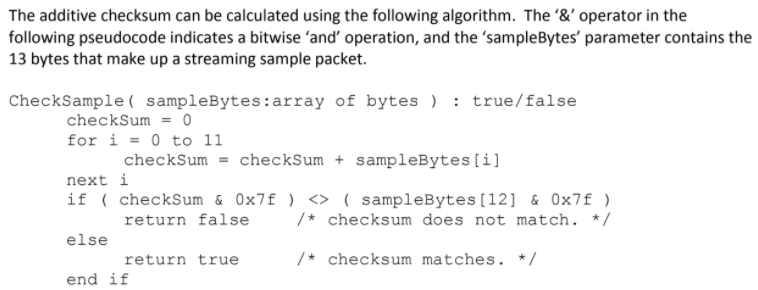 The additive checksum can be calculated using the following algorithm.  The ‘&’ operator in the
following pseudocode indicates a bitwise ‘and’ operation, and the ‘sampleBytes’ parameter contains the
13 bytes that make up a streaming sample packet.
CheckSample( sampleBytes:array of bytes ) : true/false
checkSum = 0
for i = 0 to 11
checkSum = checkSum + sampleBytes[i]
next i
if ( checkSum & 0x7f ) <> ( sampleBytes[12] & 0x7f )
return false    /* checksum does not match. */
else
return true     /* checksum matches. */
end if